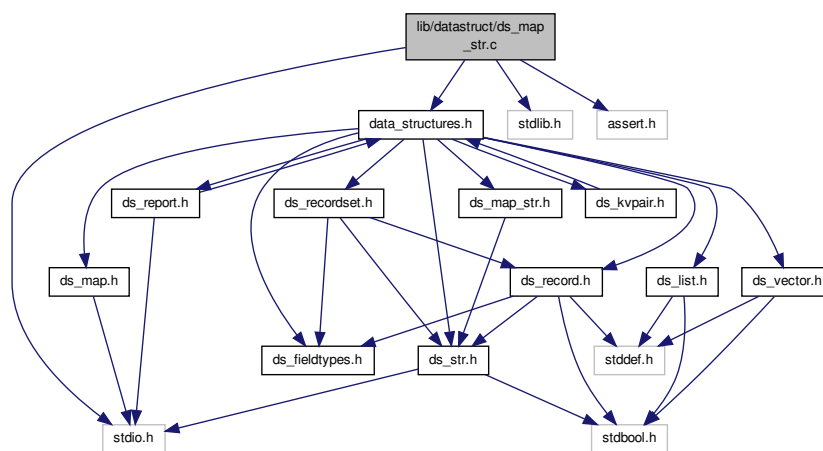 lib/datastruct/ds_map
_str.c
data_structures.h
stdlib.h
assert.h
ds_report.h
ds_recordset.h
ds_map_str.h
ds_kvpair.h
ds_map.h
ds_record.h
ds_list.h
ds_vector.h
ds_fieldtypes.h
ds_str.h
stddef.h
stdio.h
stdbool.h